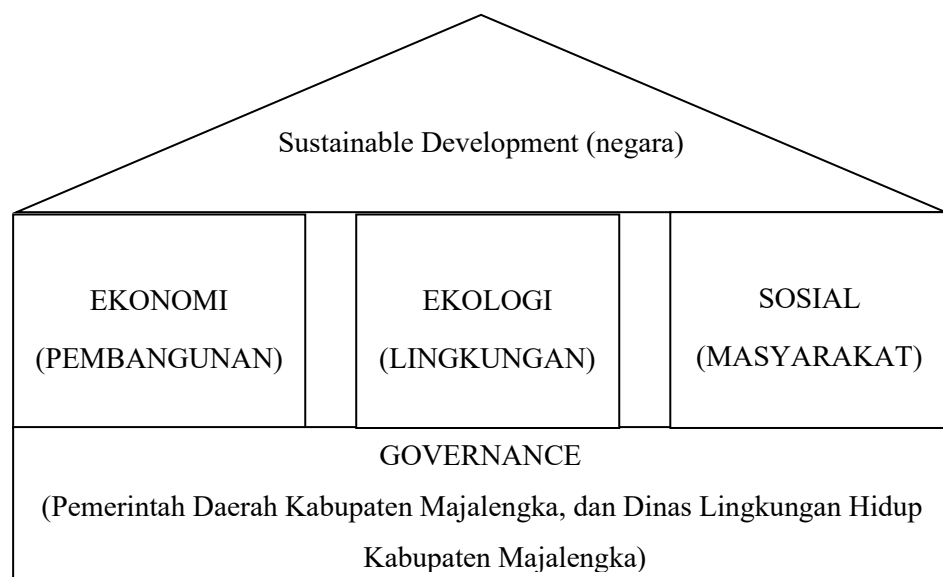 Sustainable Development (negara)
EKONOMI
(PEMBANGUNAN)
EKOLOGI
(LINGKUNGAN)
SOSIAL
(MASYARAKAT)
GOVERNANCE
(Pemerintah Daerah Kabupaten Majalengka, dan Dinas Lingkungan Hidup
Kabupaten Majalengka)